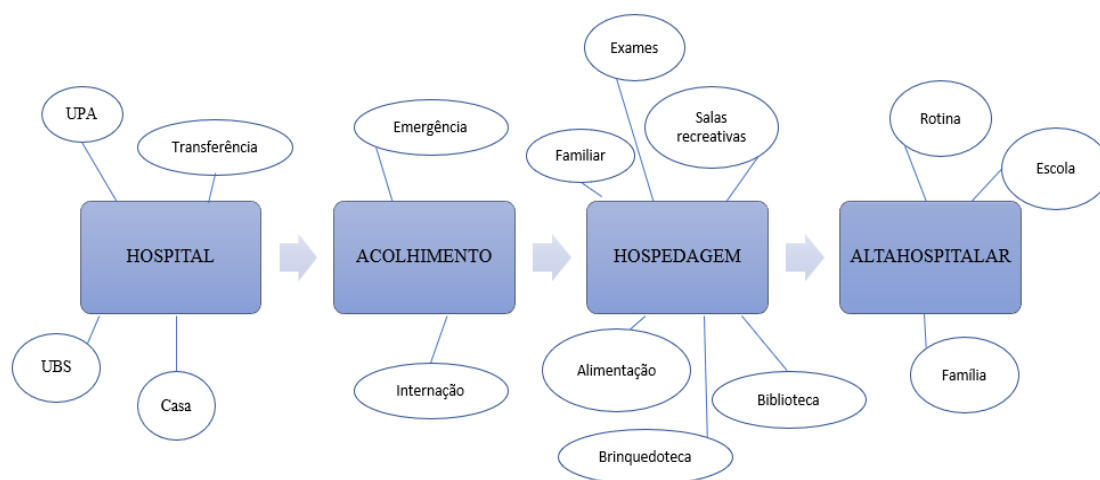 Exames
UPA
Emergência
Salas
recreativas
Rotina
Transferência
Familiar
Escola
HOSPITAL
ACOLHIMENTO
HOSPEDAGEM
ALTAHOSPITALAR
UBS
Alimentação
Família
Internação
Biblioteca
Casa
Brinquedoteca